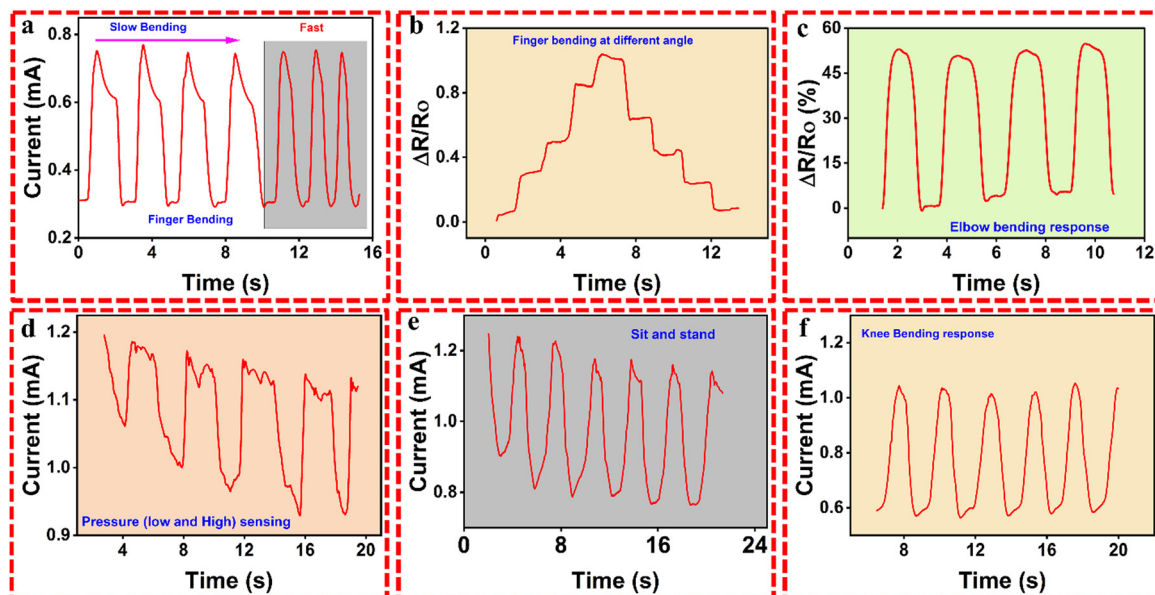 a
Slow Bending
Fast
Finger Bending
Current (mA)
0.8
0.6
0.4
0.2
0 4 8 12 16
Time (s)
b
Finger bending at different angle
ΔR/Ro
1.2
0.8
0.4
0.0
0 4 8 12
Time (s)
c
ΔR/Ro (%)
60
45
30
15
0
Elbow bending response
0 2 4 6 8 10 12
Time (s)
d
Current (mA)
1.2
1.1
1.0
0.9
Pressure (low and High) sensing
4 8 12 16 20
Time (s)
e
Sit and stand
Current (mA)
1.2
1.0
0.8
0 8 16 24
Time (s)
f
Knee Bending response
Current (mA)
1.2
1.0
0.8
0.6
8 12 16 20
Time (s)